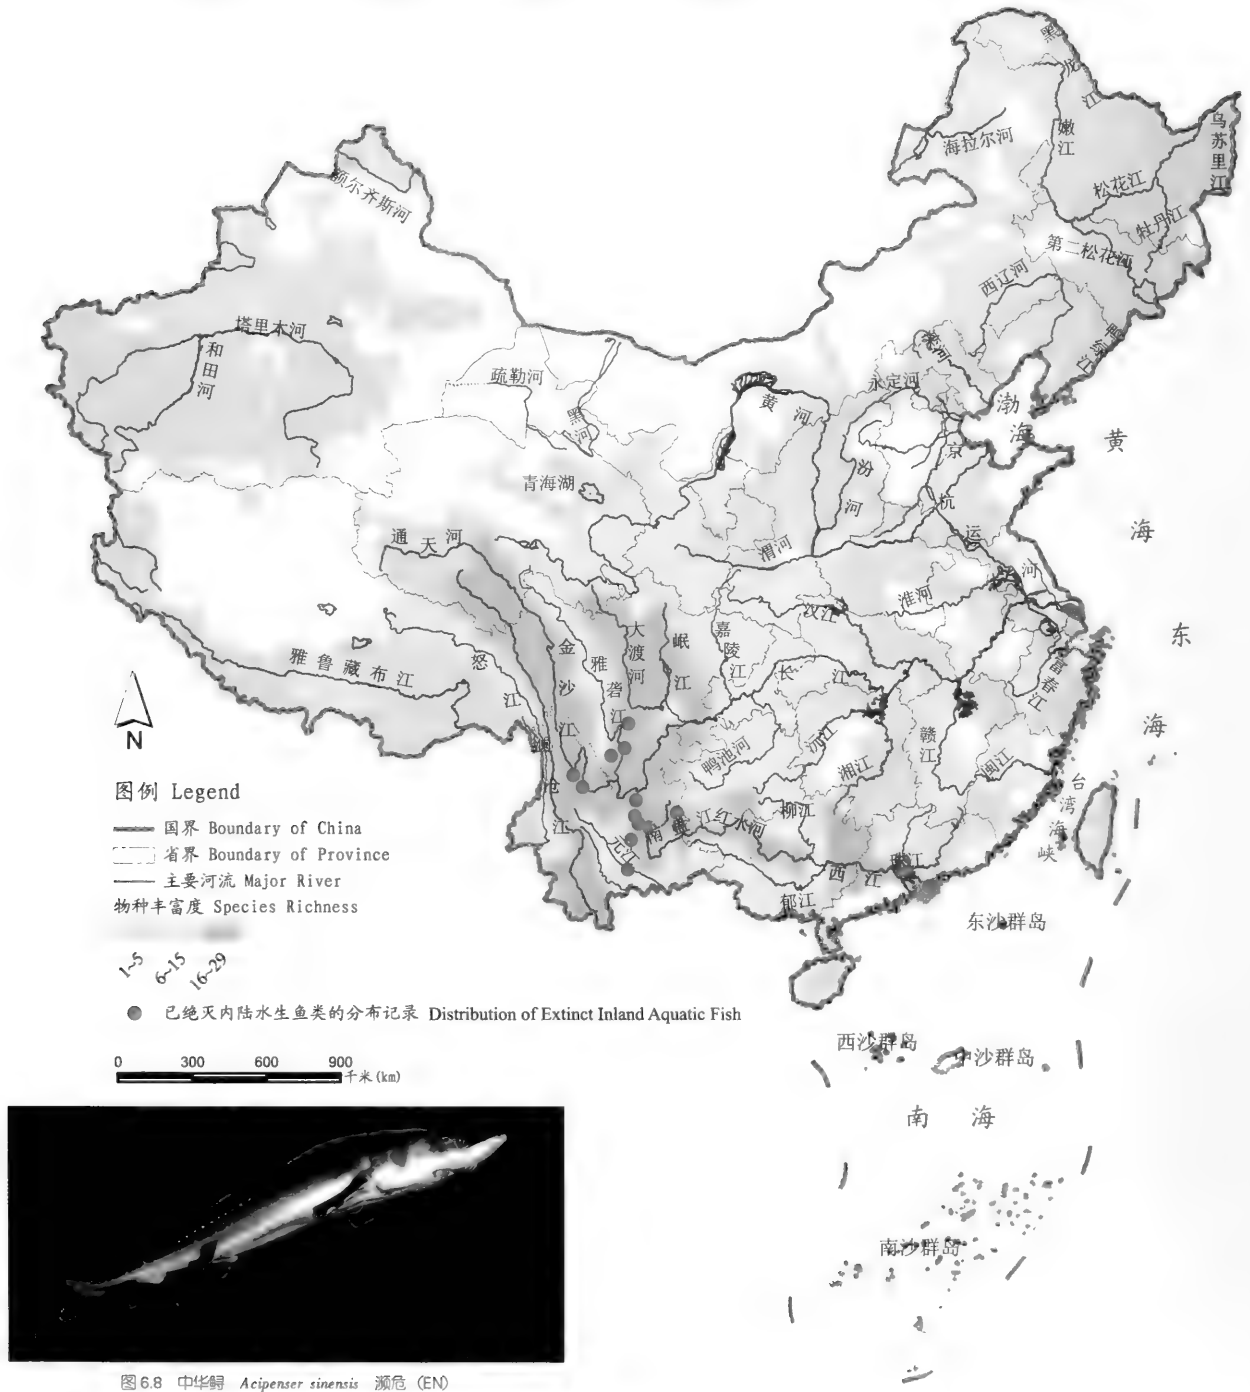 黑龙江
嫩江
海拉尔河
乌苏里江
松花江
牡丹江
第二松花江
额尔齐斯河
西辽河
鸭绿江
塔里木河
和田河
疏勒河
黑河
滦河
永定河
渤海
黄海
黄河
汾河
京杭运河
青海湖
通天河
渭河
淮河
汉江
东海
大渡河
岷江
嘉陵江
金沙江
雅砻江
怒江
雅鲁藏布江
长江
富春江
澜沧江
鸭池河
沅江
湘江
赣江
闽江
台湾海峡
元江
南盘江
红水河
柳江
珠江
西江
郁江
N
图例 Legend
国界 Boundary of China
省界 Boundary of Province
主要河流 Major River
物种丰富度 Species Richness
1~5 6~15 16~29
已绝灭内陆水生鱼类的分布记录 Distribution of Extinct Inland Aquatic Fish
0 300 600 900
千米(km)
东沙群岛
西沙群岛
中沙群岛
南海
南沙群岛
图6.8 中华鲟 Acipenser sinensis 濒危 (EN)